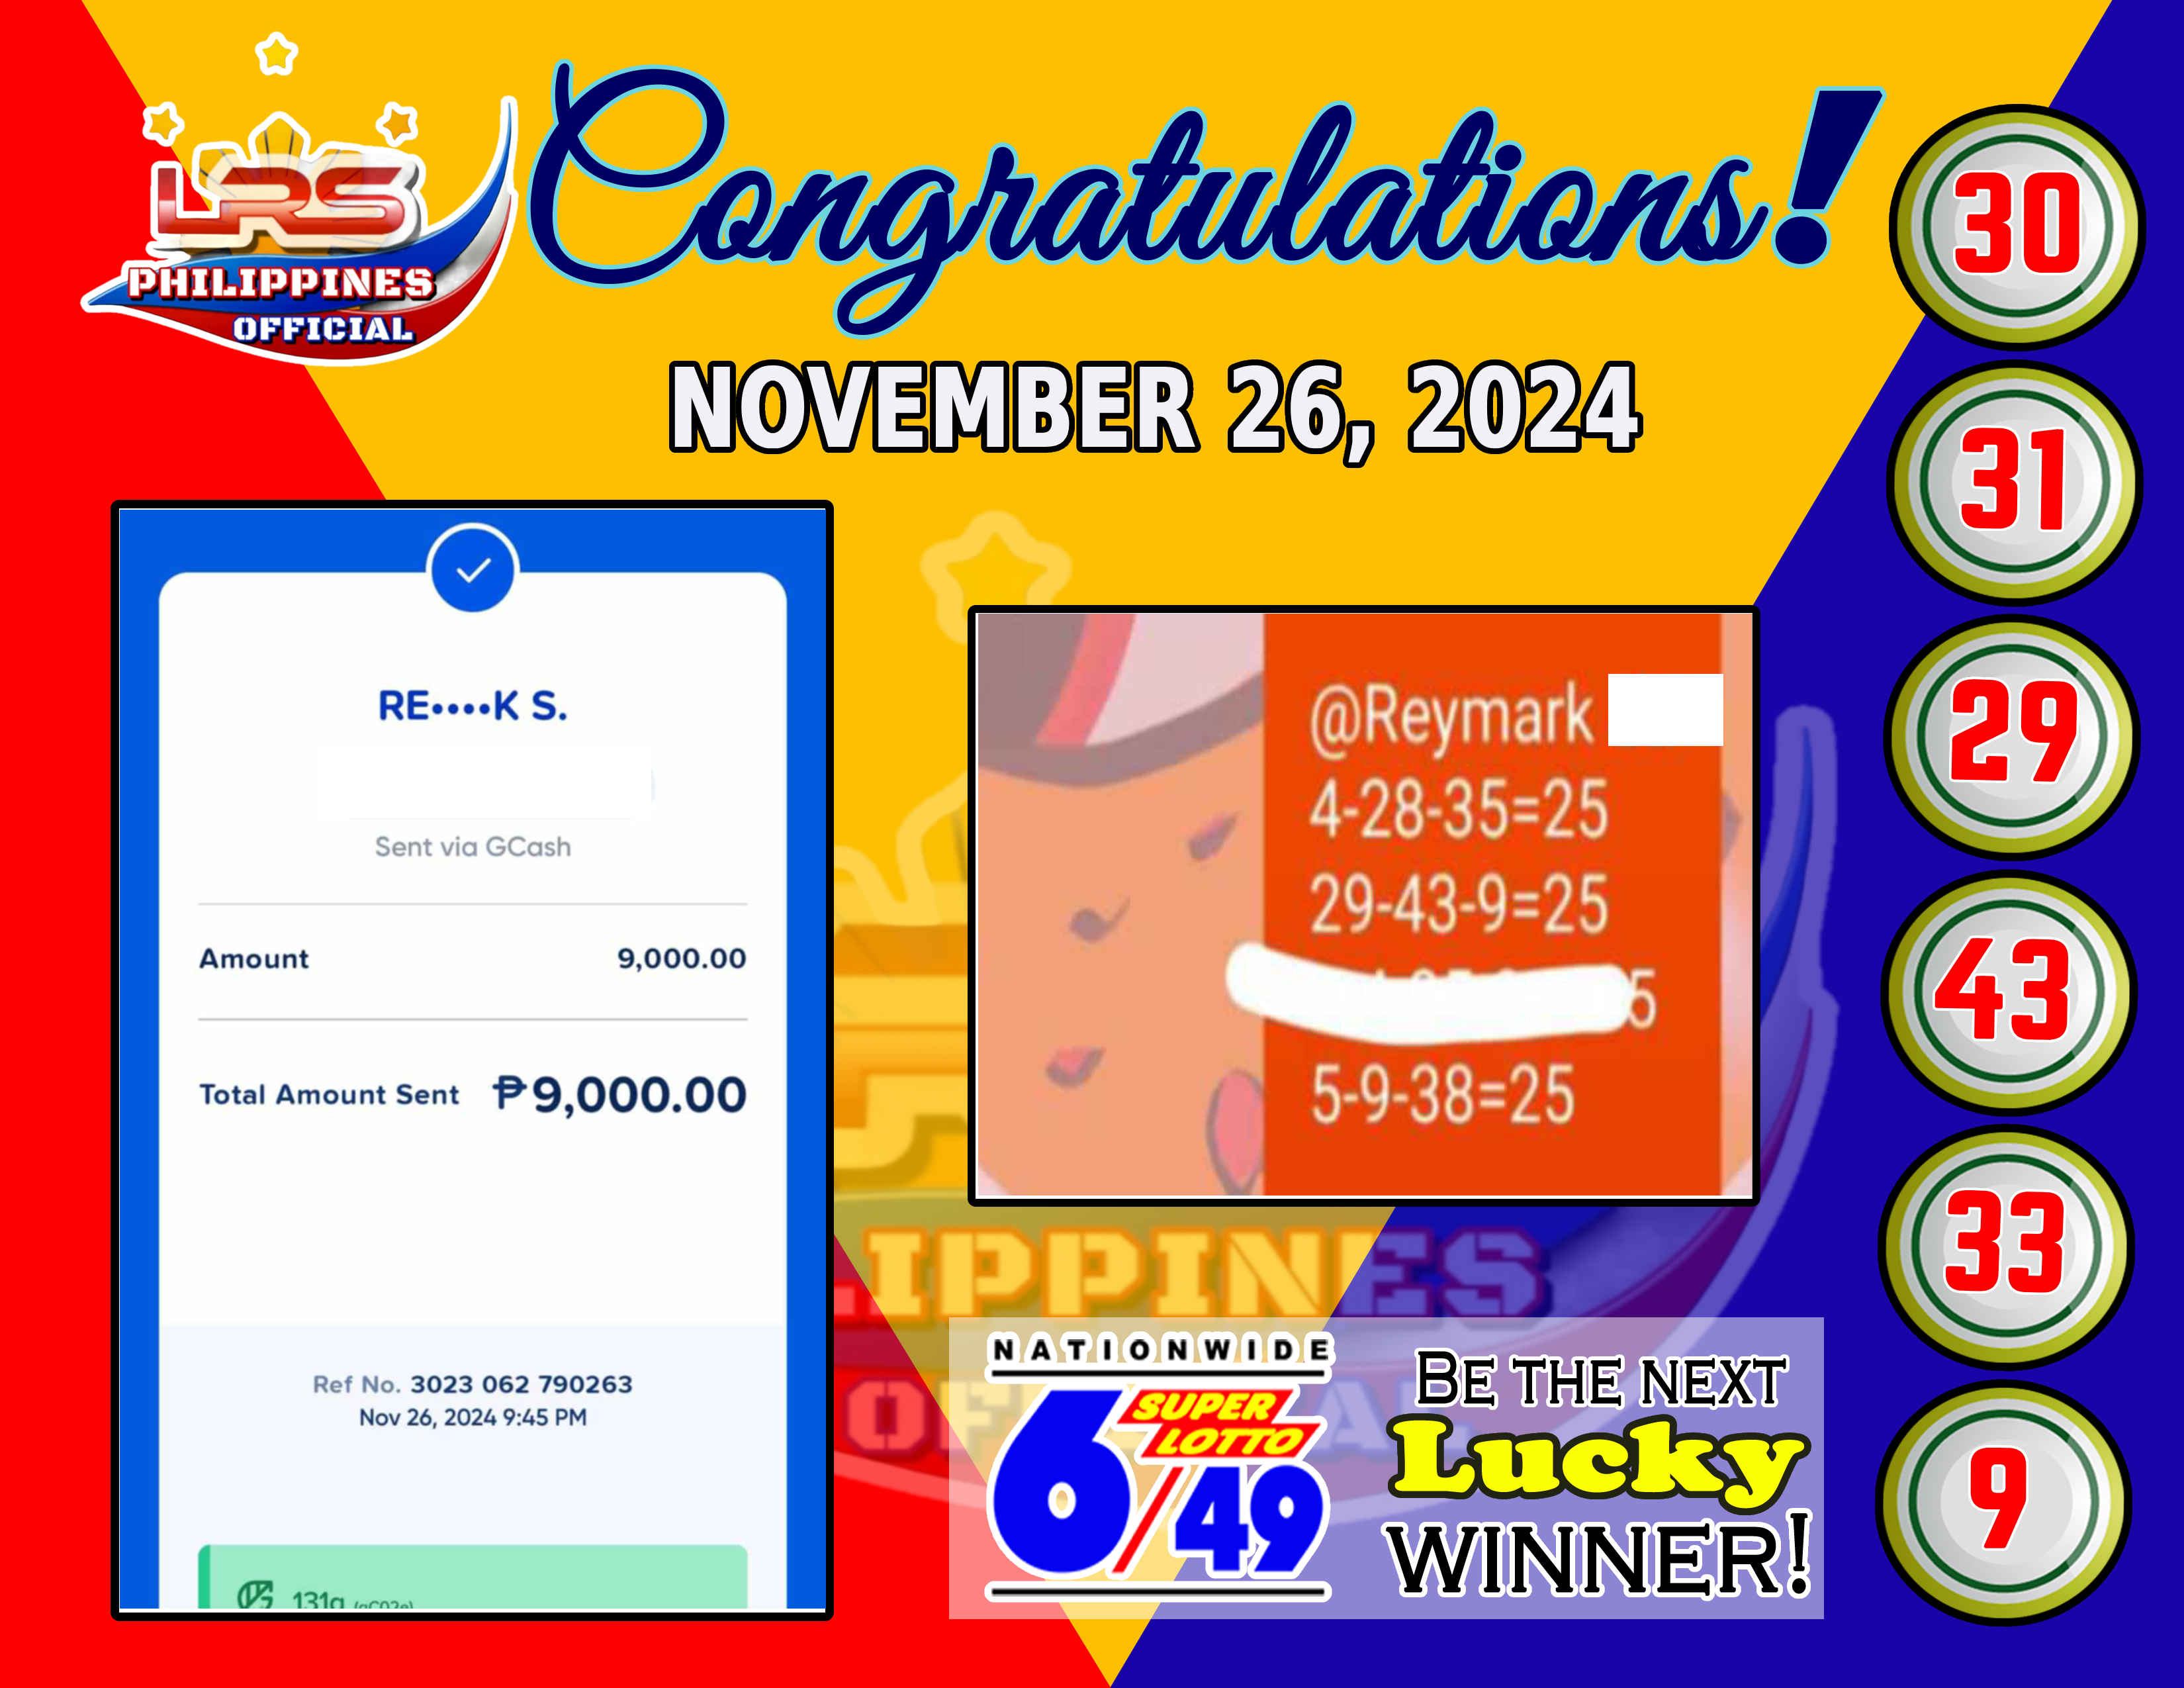 LRS
PHILIPPINES
OFFICIAL
Congratulations!
NOVEMBER 26, 2024
RE••••K S.
Sent via GCash
Amount 9,000.00
Total Amount Sent ₱9,000.00
Ref No. 3023 062 790263
Nov 26, 2024 9:45 PM
131g
@Reymark
4-28-35=25
29-43-9=25
5
5-9-38=25
NATIONWIDE
SUPER
LOTTO
6/49
BE THE NEXT
Lucky
WINNER!
30
31
29
43
33
9